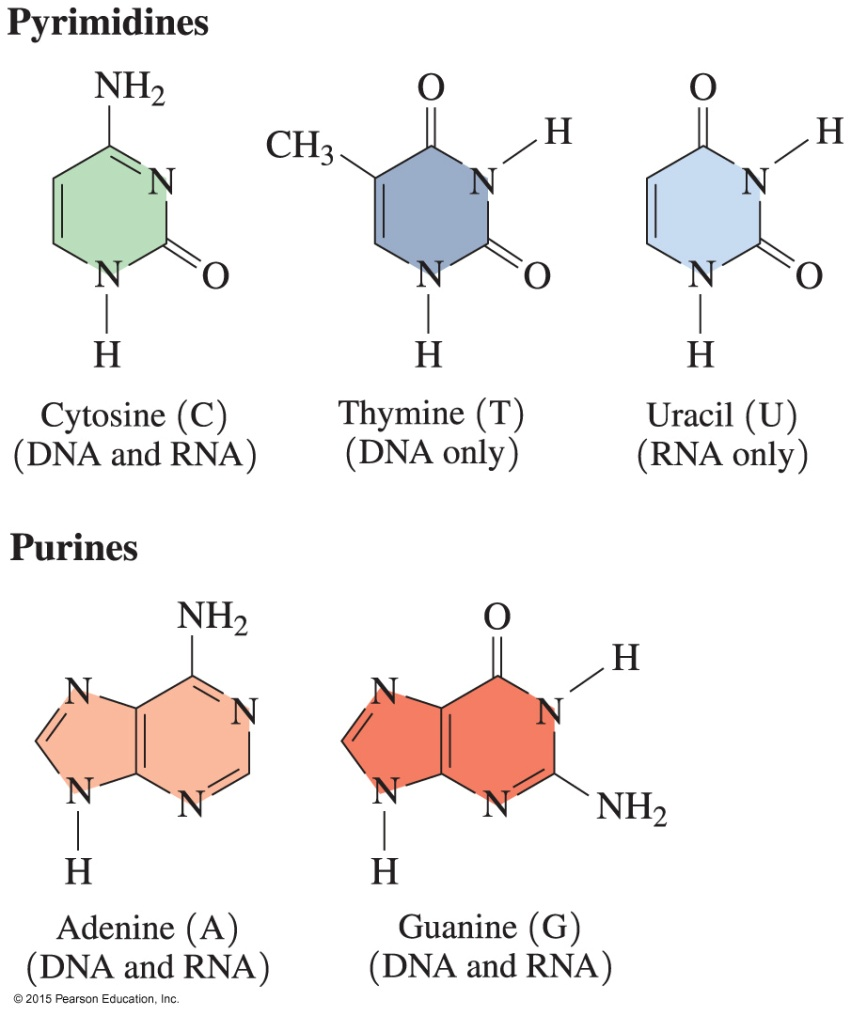 Pyrimidines
NH₂
N
O
N
H
Cytosine (C)
(DNA and RNA)
O
CH₃
H
N
O
N
H
Thymine (T)
(DNA only)
O
H
N
O
N
H
Uracil (U)
(RNA only)
Purines
NH₂
N
N
N
N
H
Adenine (A)
(DNA and RNA)
O
H
N
N
N
N
NH₂
H
Guanine (G)
(DNA and RNA)
© 2015 Pearson Education, Inc.